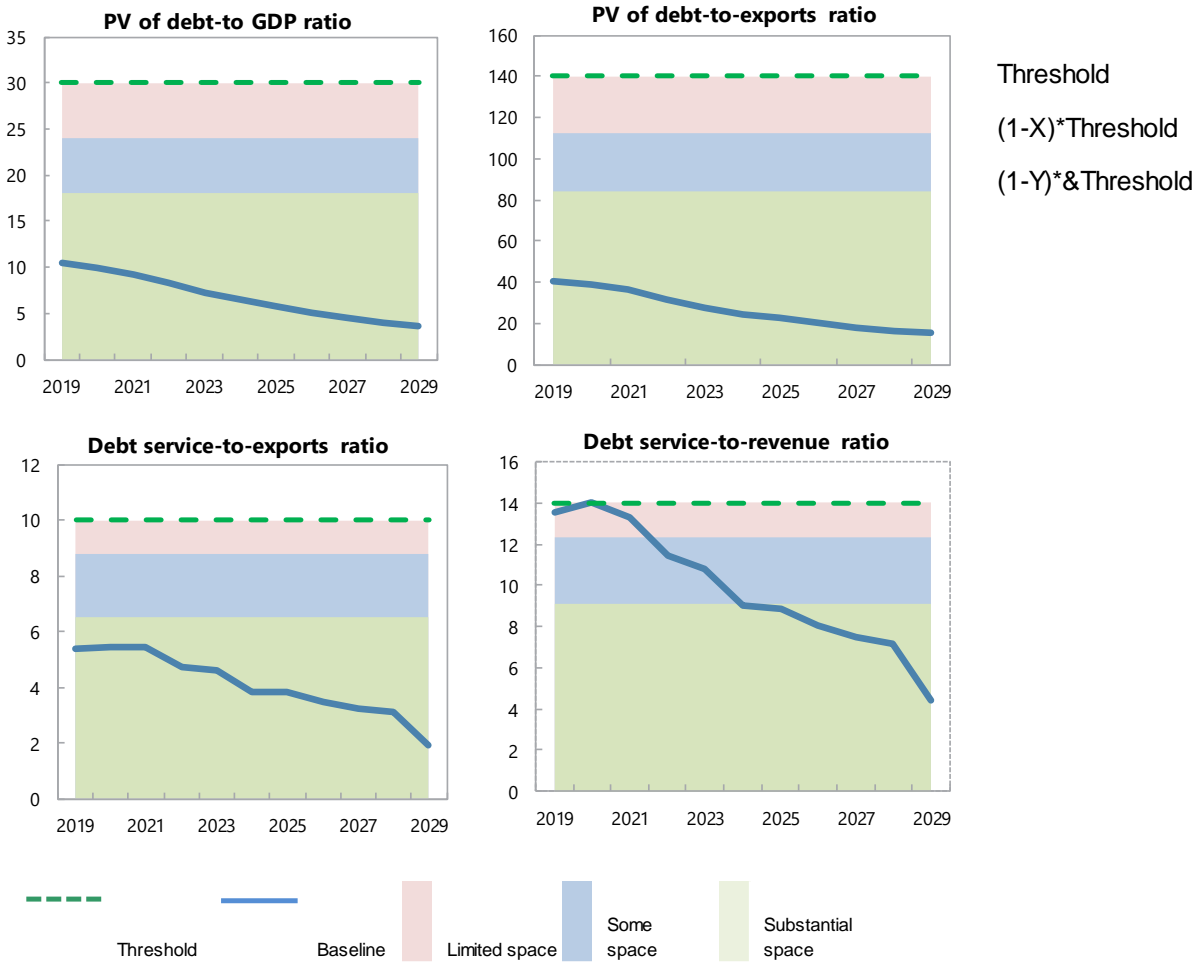 PV of debt-to GDP ratio
35
30
25
20
15
10
5
0
2019 2021 2023 2025 2027 2029
PV of debt-to-exports ratio
160
140
120
100
80
60
40
20
0
2019 2021 2023 2025 2027 2029
Threshold
(1-X)*Threshold
(1-Y)*&Threshold
Debt service-to-exports ratio
12
10
8
6
4
2
0
2019 2021 2023 2025 2027 2029
Debt service-to-revenue ratio
16
14
12
10
8
6
4
2
0
2019 2021 2023 2025 2027 2029
Threshold
Baseline
Limited space
Some
space
Substantial
space